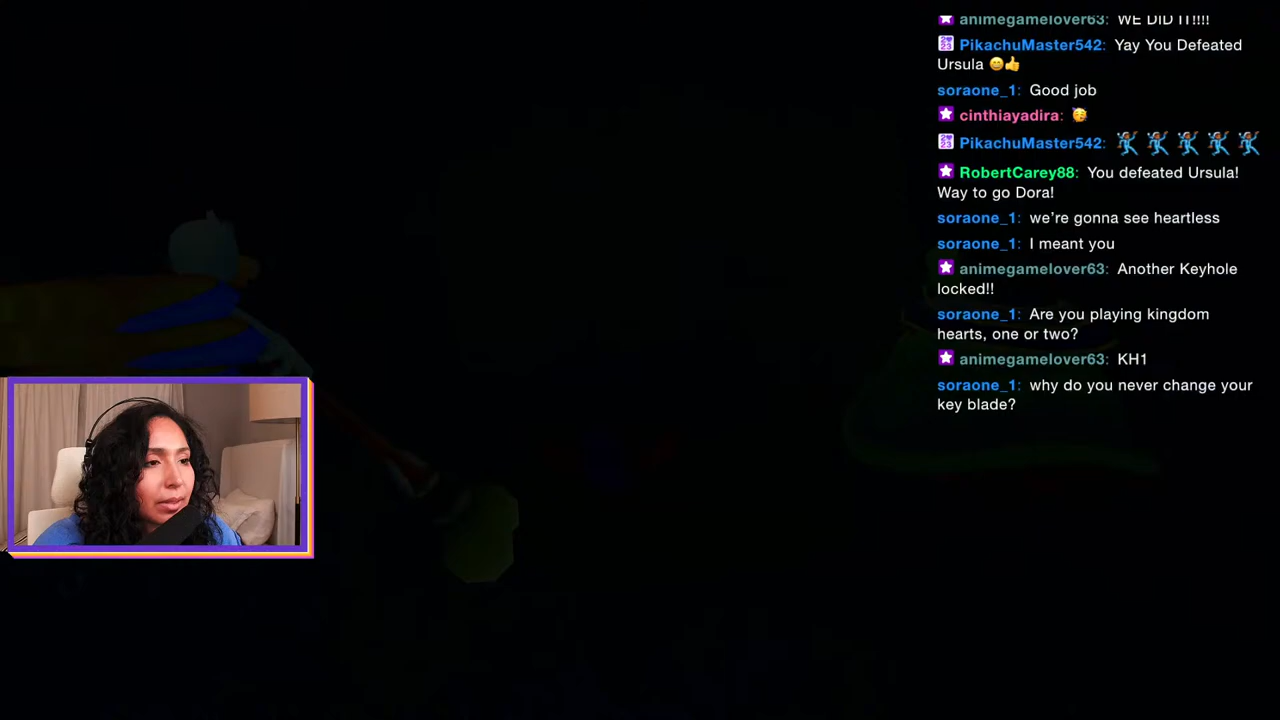 animegamelover63: WE DID IT!!!!
PikachuMaster542: Yay You Defeated
Ursula 😊👍
soraone_1: Good job
cinthiayadira: 🥳
PikachuMaster542:
RobertCarey88: You defeated Ursula!
Way to go Dora!
soraone_1: we're gonna see heartless
soraone_1: I meant you
animegamelover63: Another Keyhole
locked!!
soraone_1: Are you playing kingdom
hearts, one or two?
animegamelover63: KH1
soraone_1: why do you never change your
key blade?